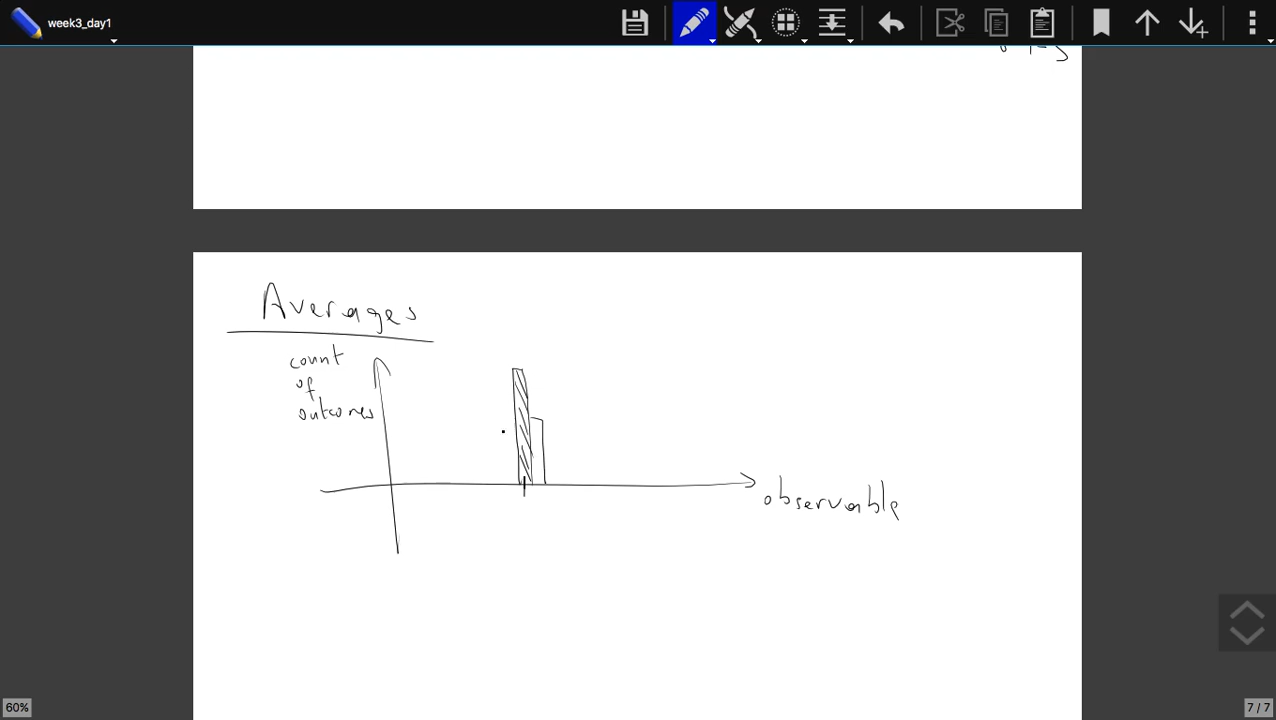 week3_day1
Averages
count
of
outcomes
observable
60%
7 / 7